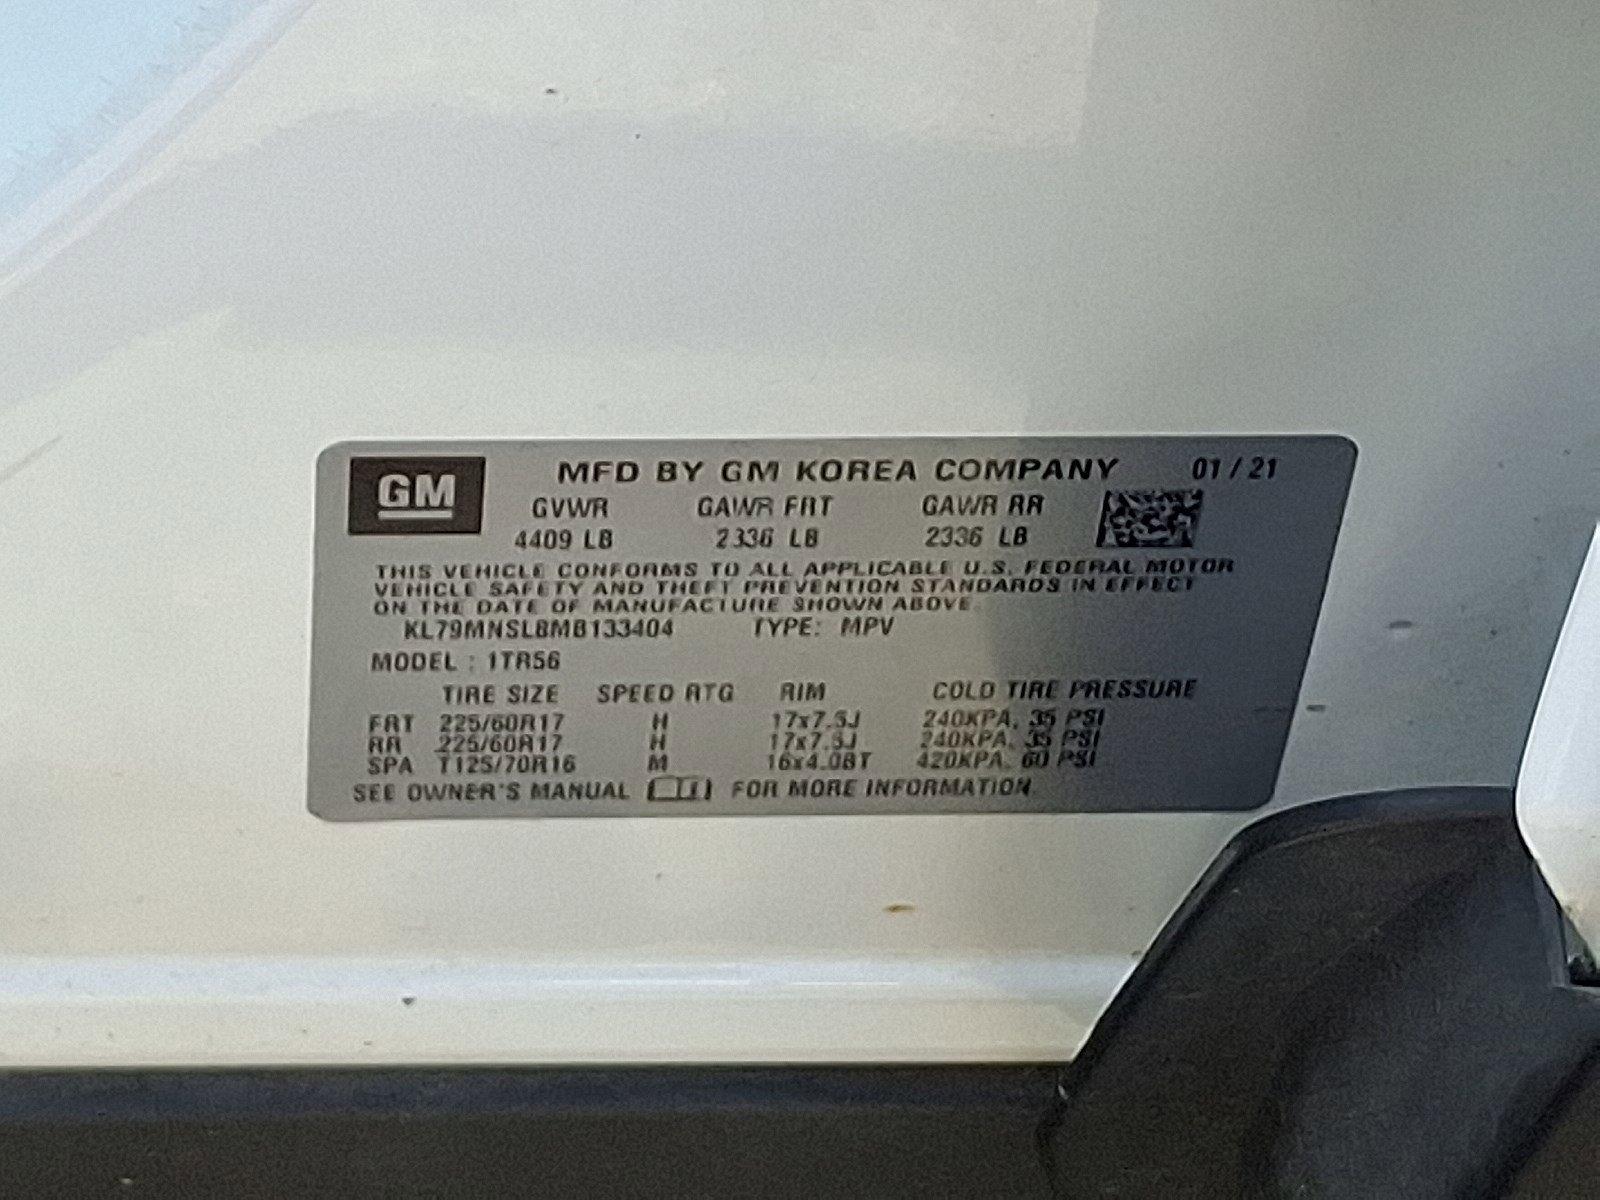 GM MFD BY GM KOREA COMPANY 01 / 21
GVWR GAWR FRT GAWR RR
4409 LB 2336 LB 2336 LB
THIS VEHICLE CONFORMS TO ALL APPLICABLE U.S. FEDERAL MOTOR
VEHICLE SAFETY AND THEFT PREVENTION STANDARDS IN EFFECT
ON THE DATE OF MANUFACTURE SHOWN ABOVE.
KL79MNSL8MB133404 TYPE: MPV
MODEL : 1TR56
TIRE SIZE SPEED RTG RIM COLD TIRE PRESSURE
FRT 225/60R17 H 17x7.5J 240KPA, 35 PSI
RR 225/60R17 H 17x7.5J 240KPA, 35 PSI
SPA T125/70R16 M 16x4.0BT 420KPA, 60 PSI
SEE OWNER'S MANUAL FOR MORE INFORMATION.